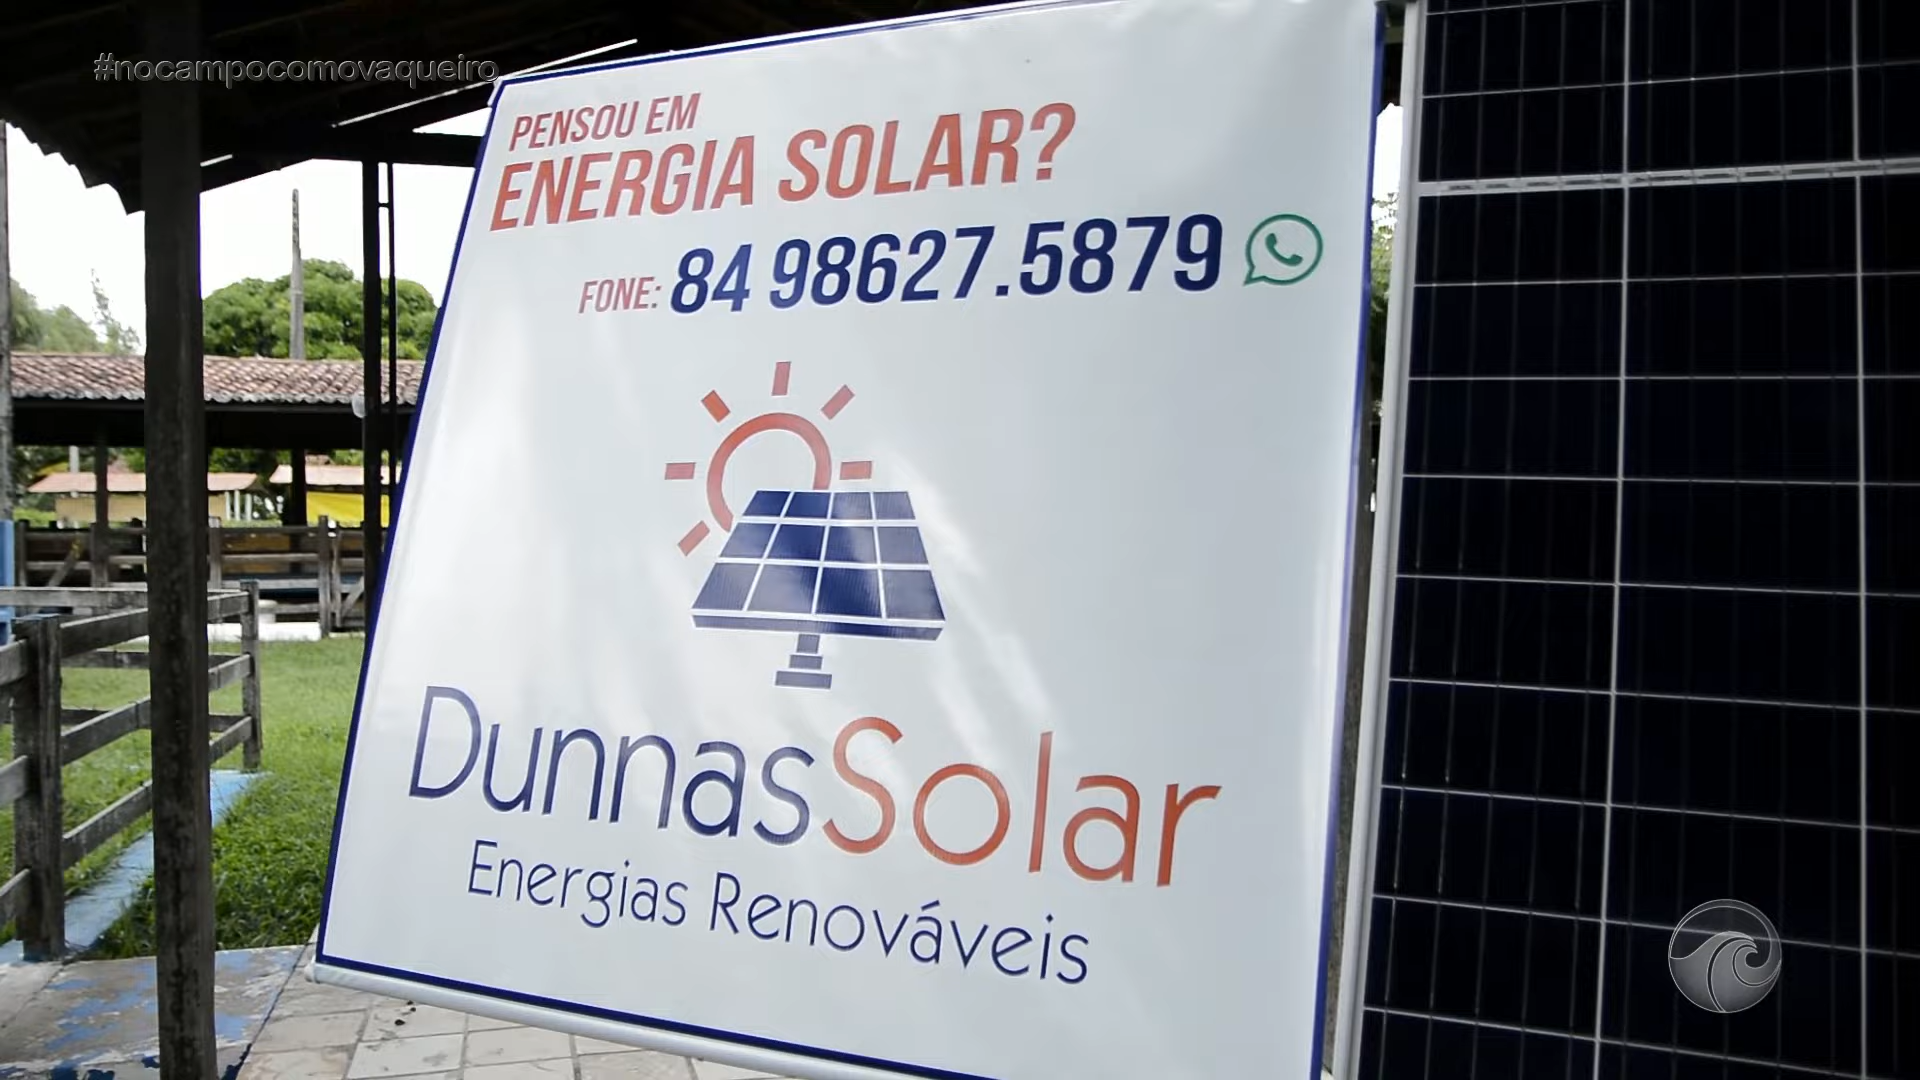 #nocampocomovaqueiro
PENSOU EM
ENERGIA SOLAR?
FONE: 84 98627.5879
DunnasSolar
Energias Renováveis